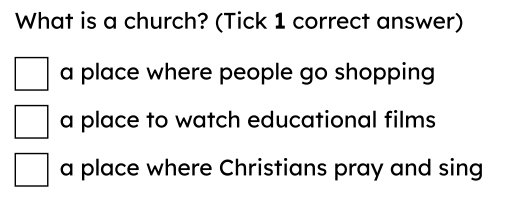 What is a church? (Tick 1 correct answer)
a place where people go shopping
a place to watch educational films
a place where Christians pray and sing